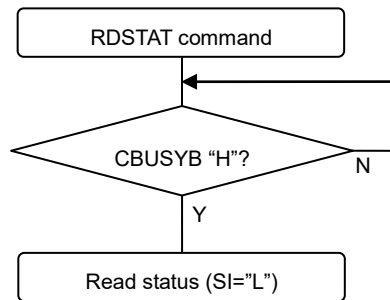 RDSTAT command
CBUSYB “H”?
N
Y
Read status (SI=”L”)